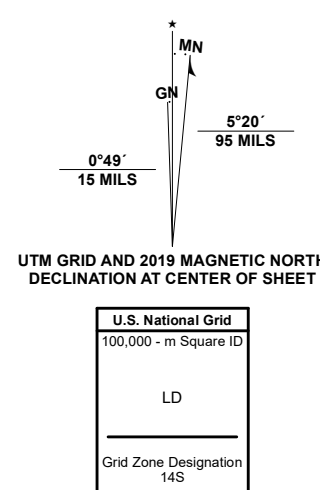 MN
GN
5°20´
95 MILS
0°49´
15 MILS
UTM GRID AND 2019 MAGNETIC NORTH
DECLINATION AT CENTER OF SHEET
U.S. National Grid
100,000 - m Square ID
LD
Grid Zone Designation
14S